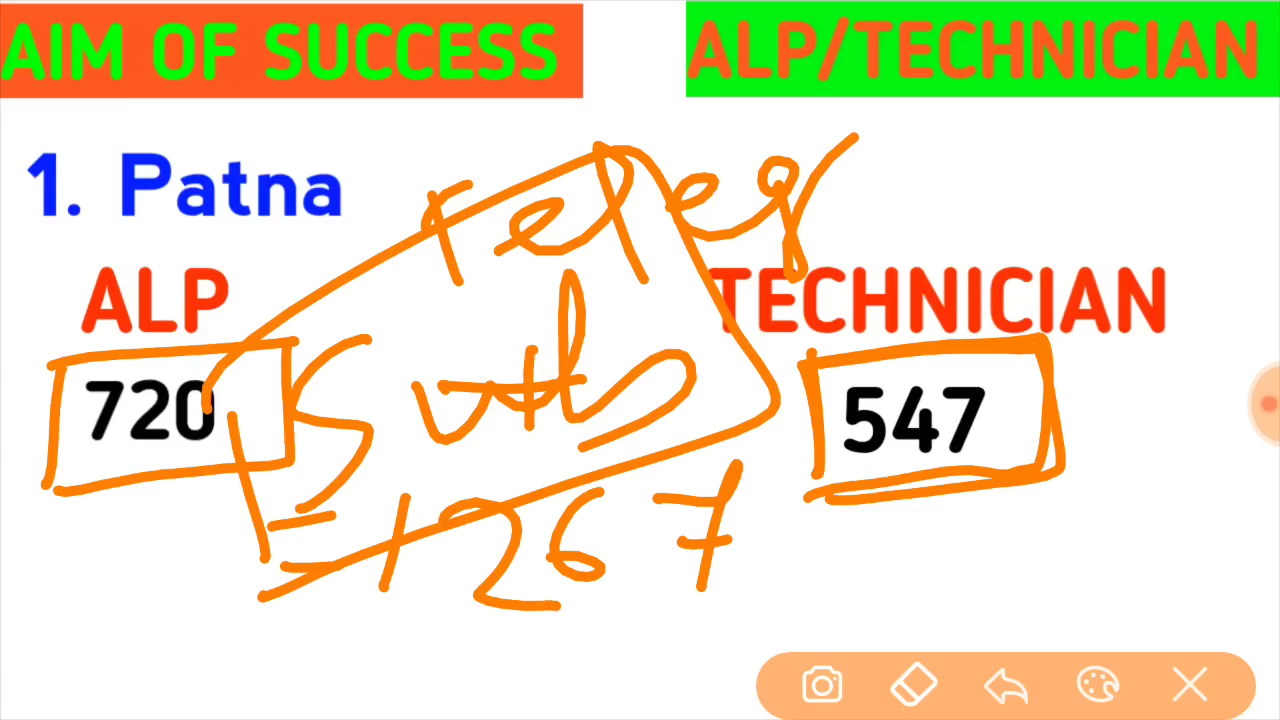 AIM OF SUCCESS
ALP/TECHNICIAN
1. Patna
ALP
TECHNICIAN
720
547
= 1267